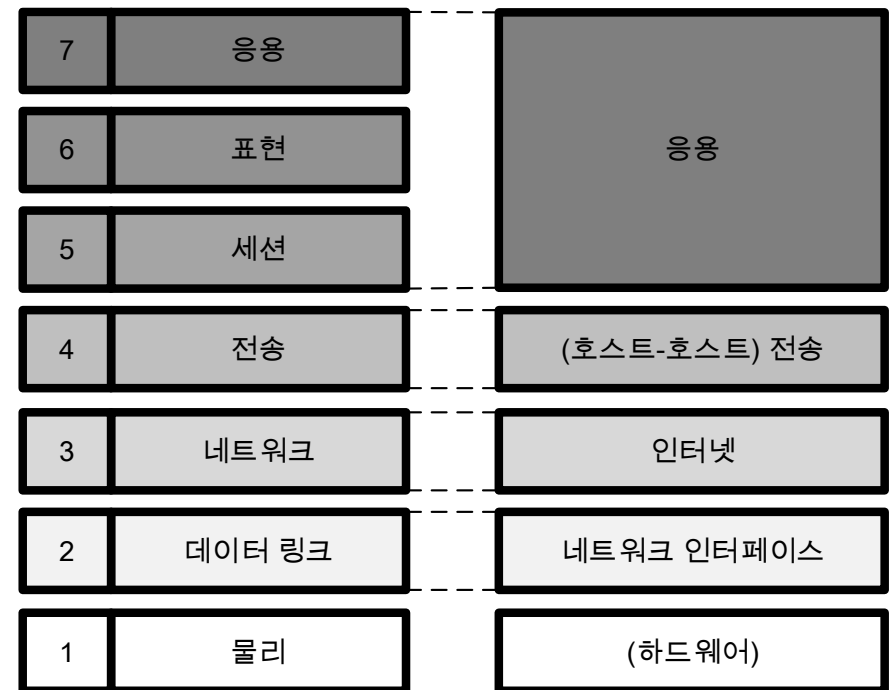 7 응용
6 표현
5 세션
4 전송
3 네트워크
2 데이터 링크
1 물리
응용
(호스트-호스트) 전송
인터넷
네트워크 인터페이스
(하드웨어)